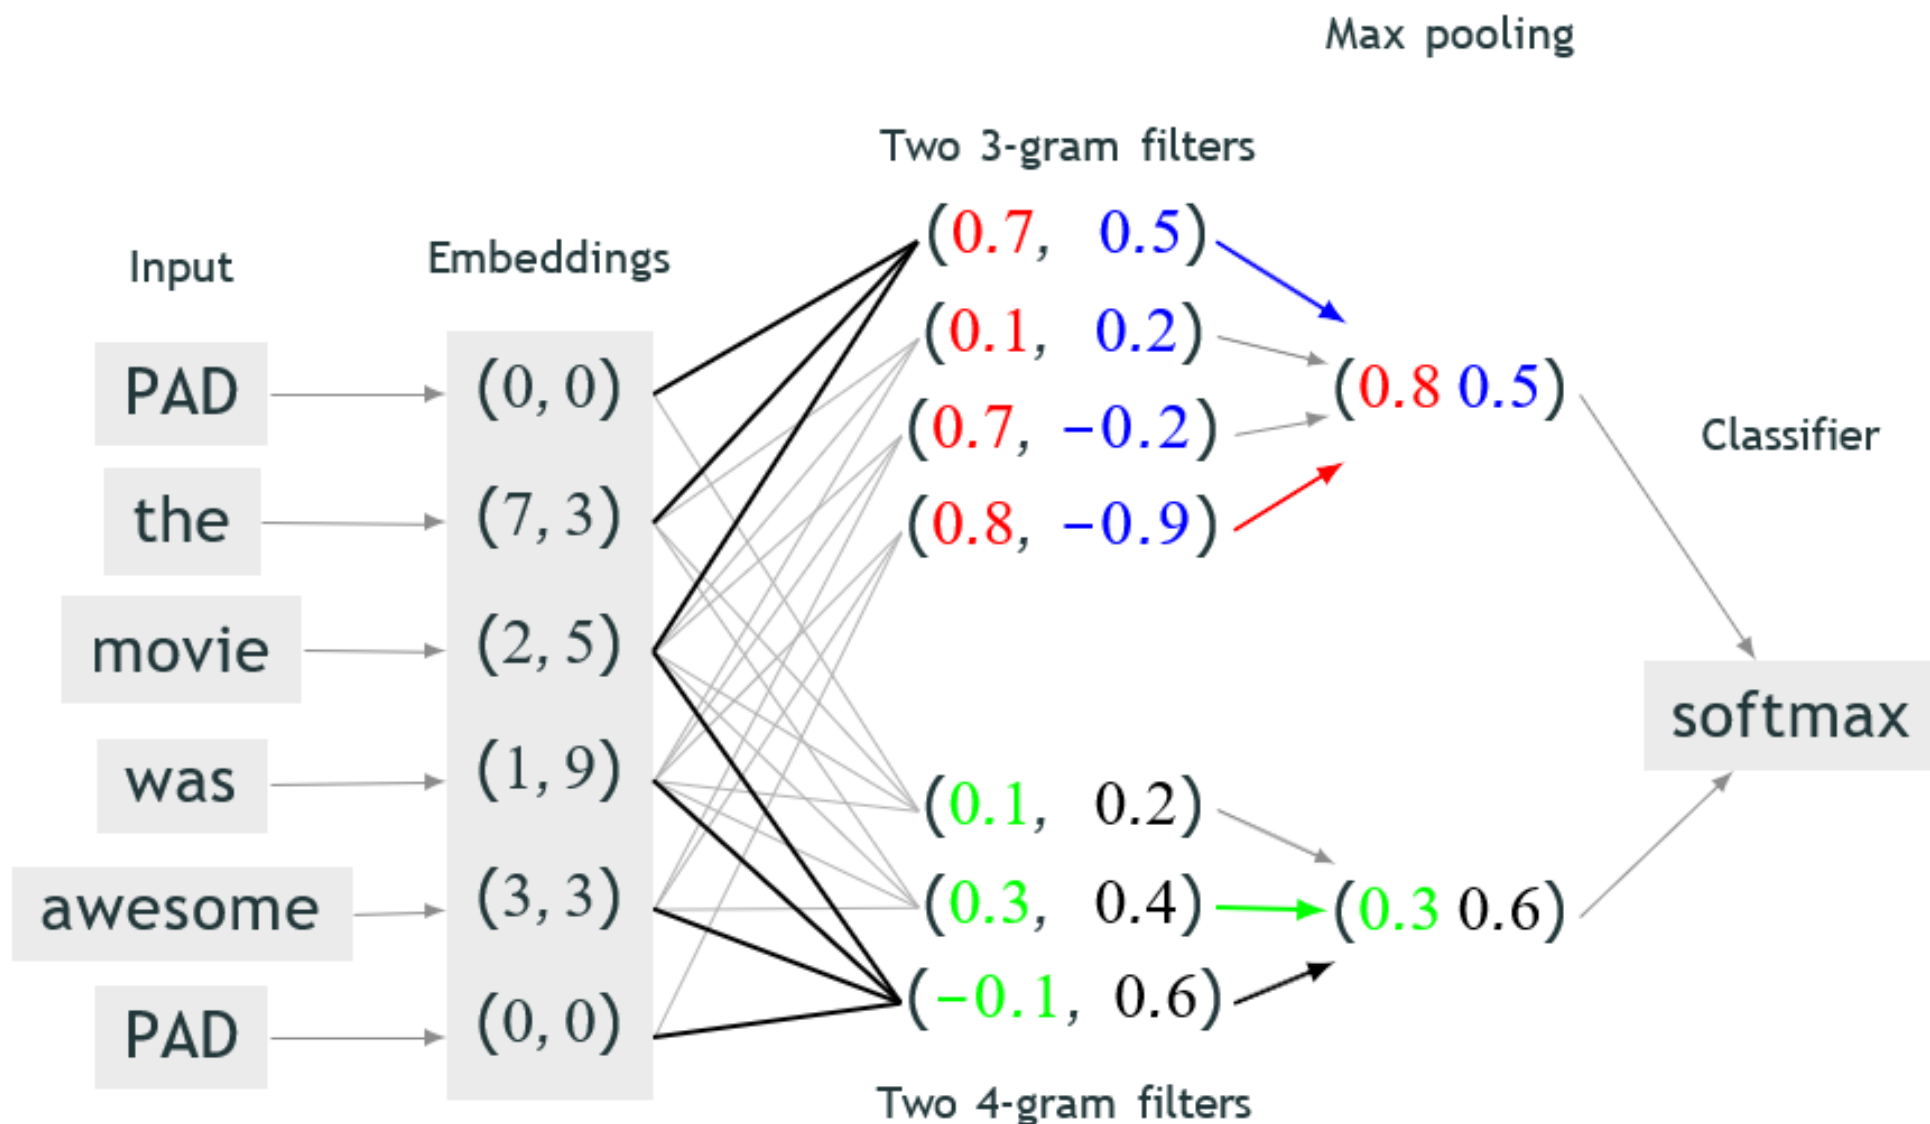 Max pooling
Two 3-gram filters
Input
Embeddings
Classifier
PAD
the
movie
was
awesome
PAD
(0, 0)
(7, 3)
(2, 5)
(1, 9)
(3, 3)
(0, 0)
(0.7, 0.5)
(0.1, 0.2)
(0.7, −0.2)
(0.8, −0.9)
(0.1, 0.2)
(0.3, 0.4)
(−0.1, 0.6)
Two 4-gram filters
(0.8 0.5)
(0.3 0.6)
softmax